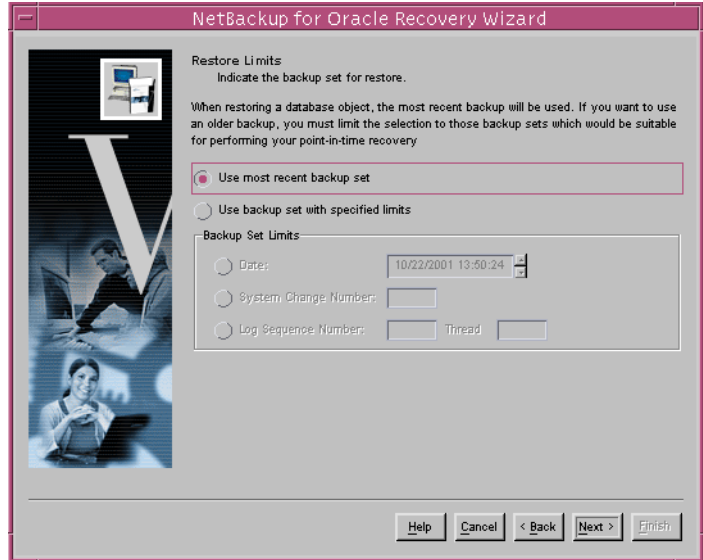 NetBackup for Oracle Recovery Wizard
Restore Limits
Indicate the backup set for restore.
When restoring a database object, the most recent backup will be used. If you want to use
an older backup, you must limit the selection to those backup sets which would be suitable
for performing your point-in-time recovery
Use most recent backup set
Use backup set with specified limits
Backup Set Limits
Date: 10/22/2001 13:50:24
System Change Number:
Log Sequence Number: Thread
V
Help Cancel < Back Next > Finish